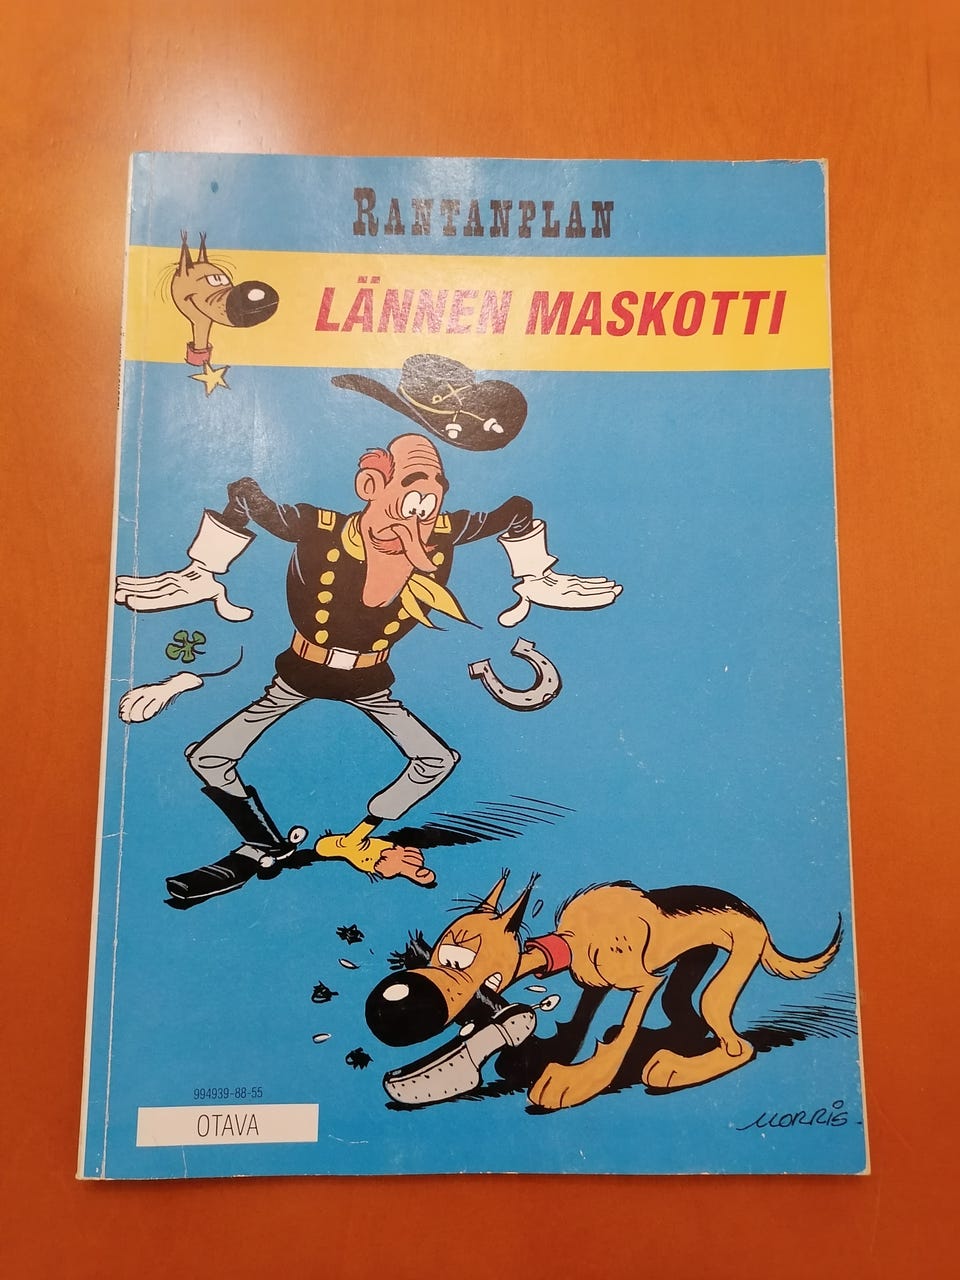 RANTANPLAN
LÄNNEN MASKOTTI
994939-88-55
OTAVA
MORRIS